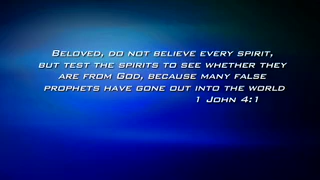 Beloved, do not believe every spirit,
but test the spirits to see whether they
are from God, because many false
prophets have gone out into the world
1 John 4:1